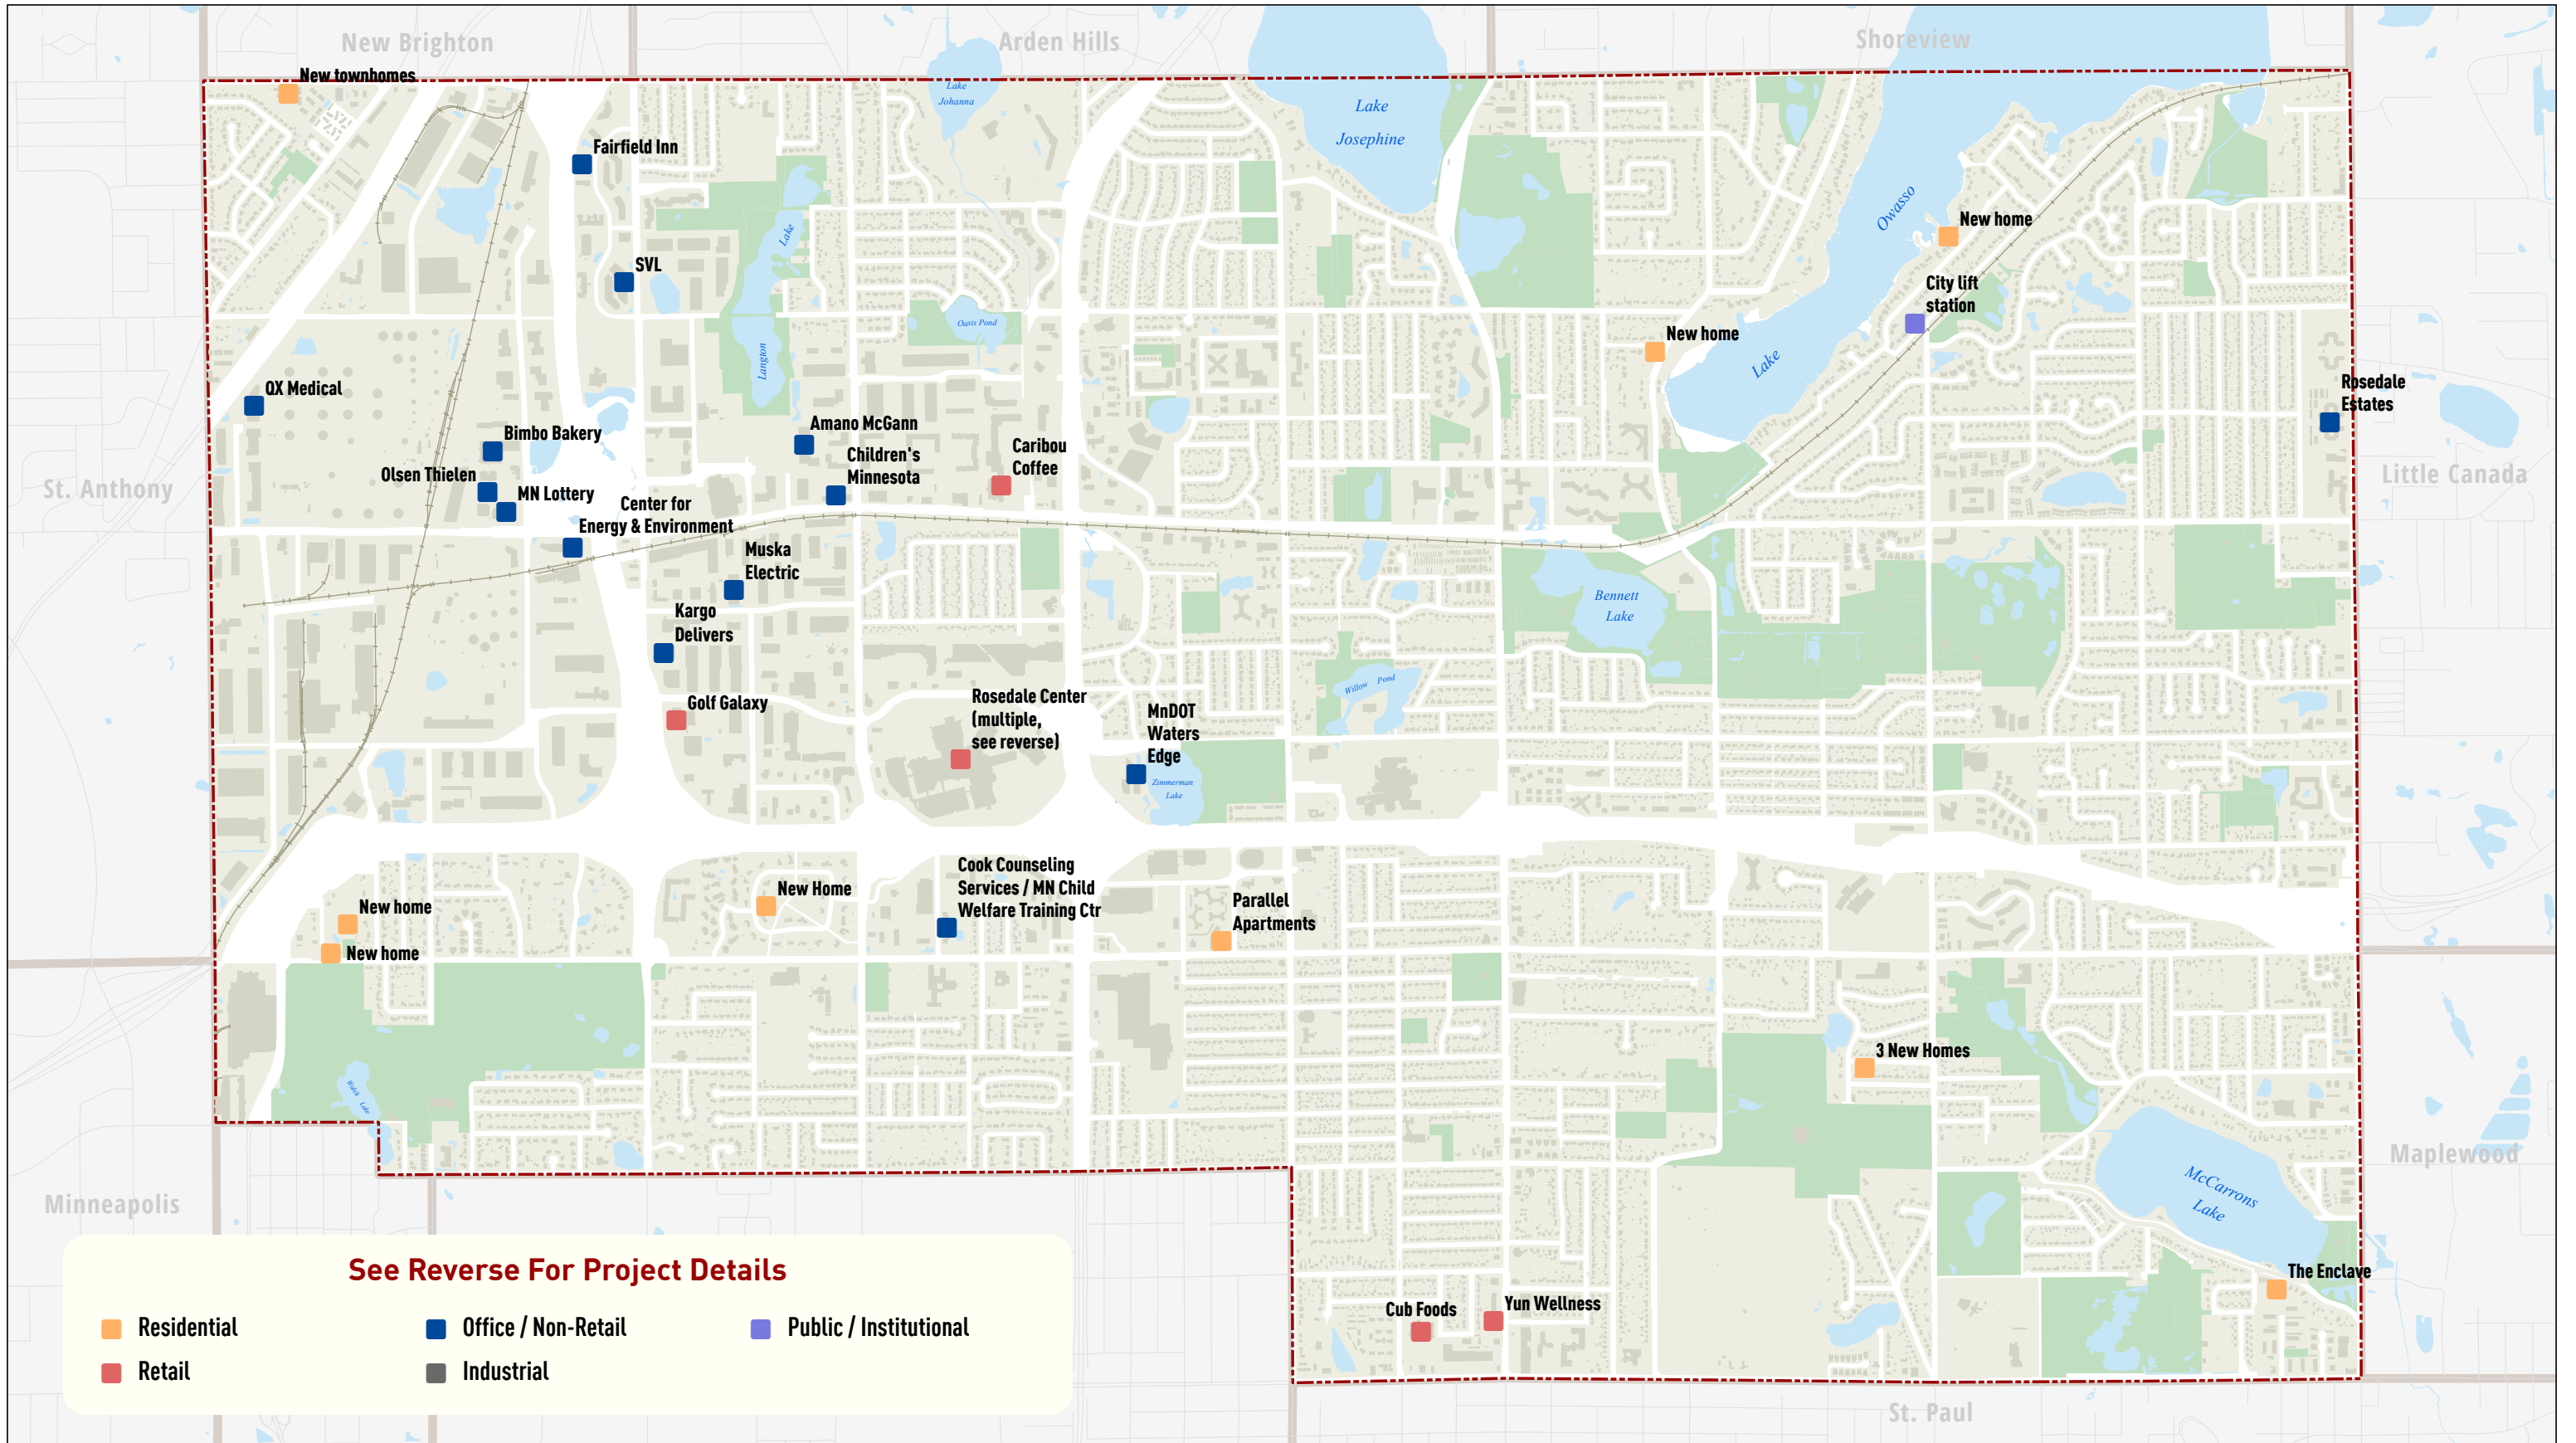 New Brighton
Arden Hills
Shoreview
New townhomes
Lake
Johanna
Lake
Josephine
Fairfield Inn
Owasso
New home
Lake
SVL
City lift
station
Oasis Pond
New home
Langton
Lake
QX Medical
Rosedale
Estates
Amano McGann
Bimbo Bakery
Children's
Minnesota
Caribou
Coffee
Olsen Thielen
MN Lottery
St. Anthony
Little Canada
Center for
Energy & Environment
Muska
Electric
Bennett
Lake
Kargo
Delivers
Willow Pond
Golf Galaxy
Rosedale Center
(multiple,
see reverse)
MnDOT
Waters
Edge
Zimmerman
Lake
Cook Counseling
Services / MN Child
Welfare Training Ctr
New Home
Parallel
Apartments
New home
New home
3 New Homes
Walsh Lake
Minneapolis
Maplewood
McCarrons
Lake
The Enclave
Cub Foods
Yun Wellness
See Reverse For Project Details
Residential
Office / Non-Retail
Public / Institutional
Retail
Industrial
St. Paul